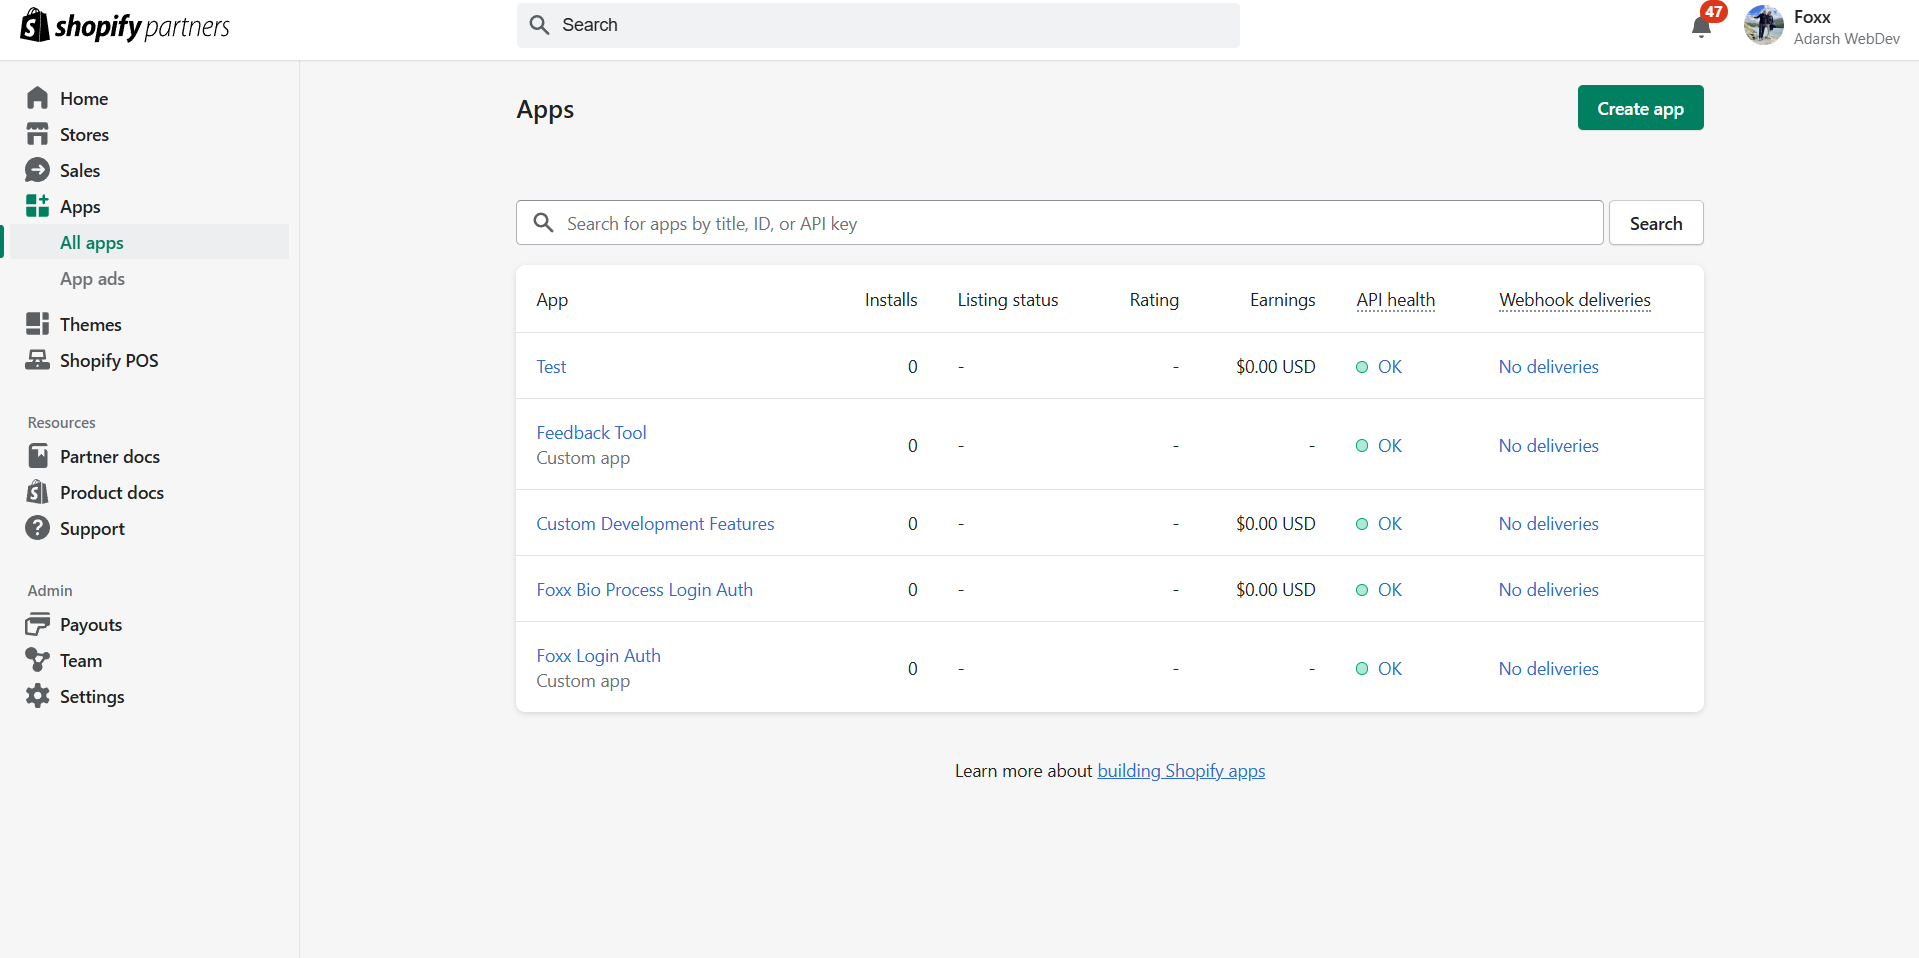 shopify partners
Search
47
Foxx
Adarsh WebDev
Home
Stores
Sales
Apps
All apps
App ads
Themes
Shopify POS
Resources
Partner docs
Product docs
Support
Admin
Payouts
Team
Settings
Apps
Create app
Search for apps by title, ID, or API key
Search
App Installs Listing status Rating Earnings API health Webhook deliveries
Test 0 - - $0.00 USD OK No deliveries
Feedback Tool 0 - - - OK No deliveries
Custom app
Custom Development Features 0 - - $0.00 USD OK No deliveries
Foxx Bio Process Login Auth 0 - - $0.00 USD OK No deliveries
Foxx Login Auth 0 - - - OK No deliveries
Custom app
Learn more about building Shopify apps